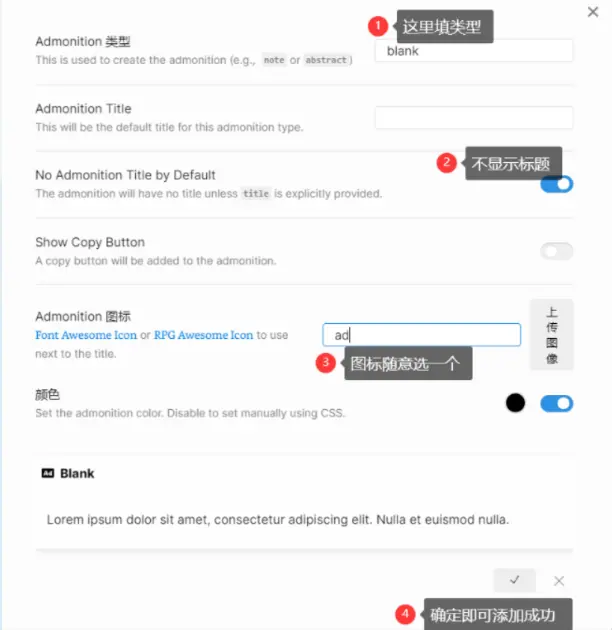 1 这里填类型
Admonition 类型
This is used to create the admonition (e.g., note or abstract)
blank
Admonition Title
This will be the default title for this admonition type.
2 不显示标题
No Admonition Title by Default
The admonition will have no title unless title is explicitly provided.
Show Copy Button
A copy button will be added to the admonition.
Admonition 图标
Font Awesome Icon or RPG Awesome Icon to use
next to the title.
ad
上
传
图
像
3 图标随意选一个
颜色
Set the admonition color. Disable to set manually using CSS.
Ad Blank
Lorem ipsum dolor sit amet, consectetur adipiscing elit. Nulla et euismod nulla.
4 确定即可添加成功